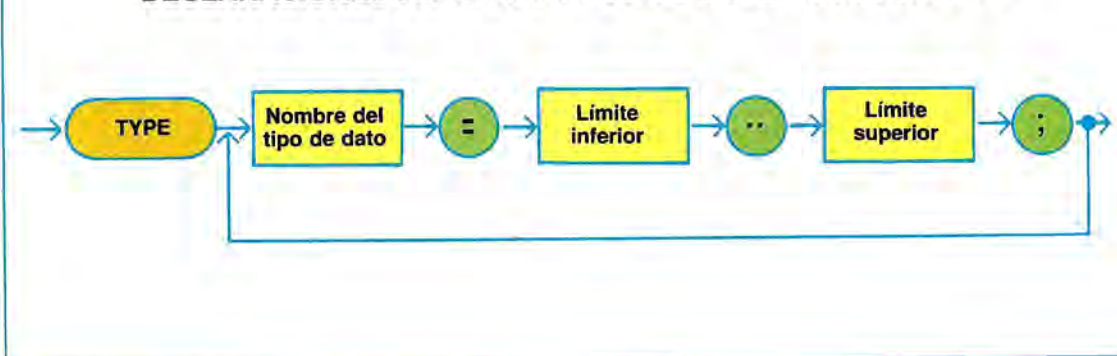 TYPE
Nombre del
tipo de dato
=
Límite
inferior
..
Límite
superior
;